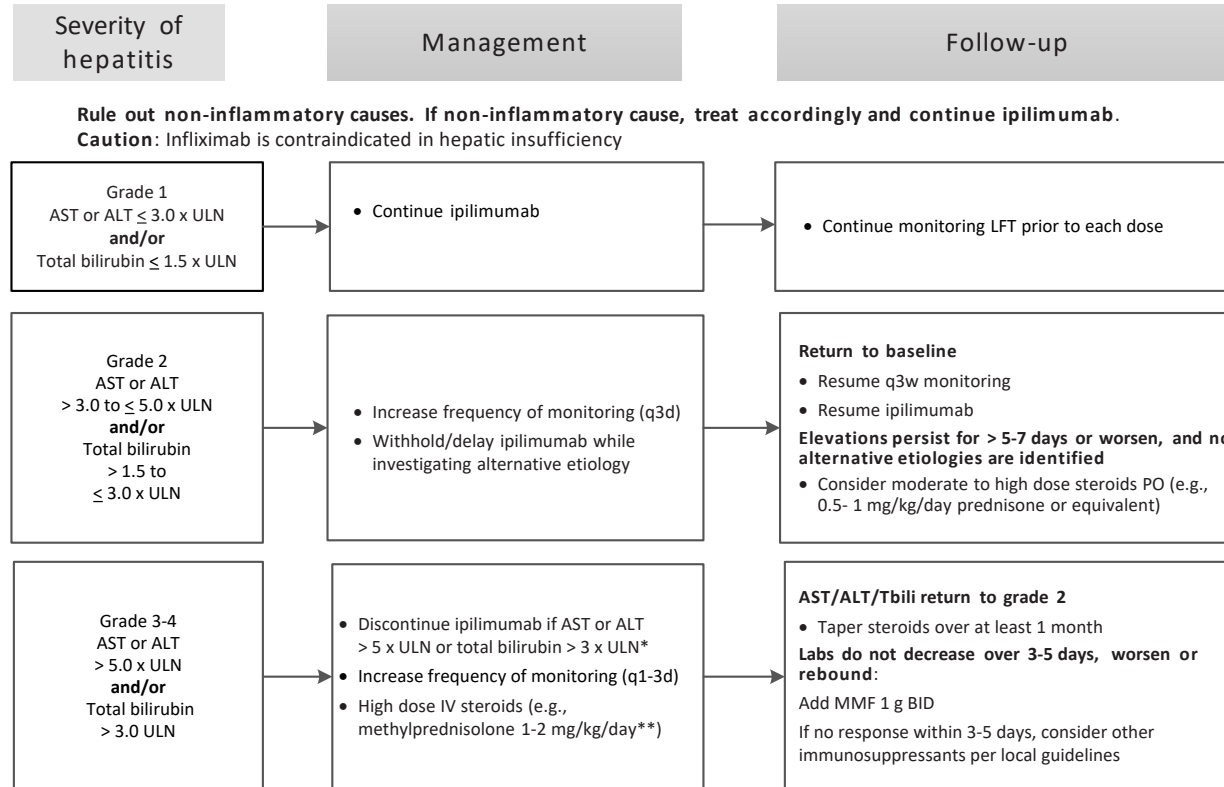 Severity of
hepatitis
Management
Follow-up
Rule out non-inflammatory causes. If non-inflammatory cause, treat accordingly and continue ipilimumab.
Caution: Infliximab is contraindicated in hepatic insufficiency
Grade 1
AST or ALT ≤ 3.0 x ULN
and/or
Total bilirubin ≤ 1.5 x ULN
• Continue ipilimumab
• Continue monitoring LFT prior to each dose
Grade 2
AST or ALT
> 3.0 to ≤ 5.0 x ULN
and/or
Total bilirubin
> 1.5 to
≤ 3.0 x ULN
• Increase frequency of monitoring (q3d)
• Withhold/delay ipilimumab while
investigating alternative etiology
Return to baseline
• Resume q3w monitoring
• Resume ipilimumab
Elevations persist for > 5-7 days or worsen, and no
alternative etiologies are identified
• Consider moderate to high dose steroids PO (e.g.,
0.5- 1 mg/kg/day prednisone or equivalent)
Grade 3-4
AST or ALT
> 5.0 x ULN
and/or
Total bilirubin
> 3.0 ULN
• Discontinue ipilimumab if AST or ALT
> 5 x ULN or total bilirubin > 3 x ULN*
• Increase frequency of monitoring (q1-3d)
• High dose IV steroids (e.g.,
methylprednisolone 1-2 mg/kg/day**)
AST/ALT/Tbili return to grade 2
• Taper steroids over at least 1 month
Labs do not decrease over 3-5 days, worsen or
rebound:
Add MMF 1 g BID
If no response within 3-5 days, consider other
immunosuppressants per local guidelines